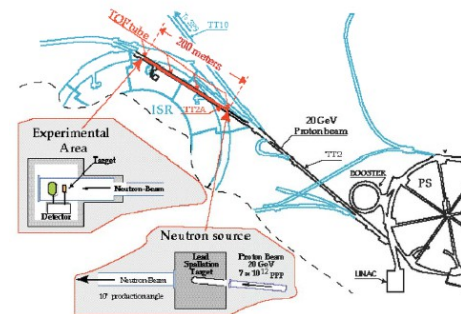 TOF tube
TT10
200 meters
ISR
TT2A
Experimental
Area
Target
Neutron-Beam
Detector
20 GeV
Proton beam
TT2
BOOSTER
PS
LINAC
Neutron source
Lead
Spallation
Target
Proton Beam
20 GeV
7 = 10¹² ppp
Neutron-Beam
10° production angle